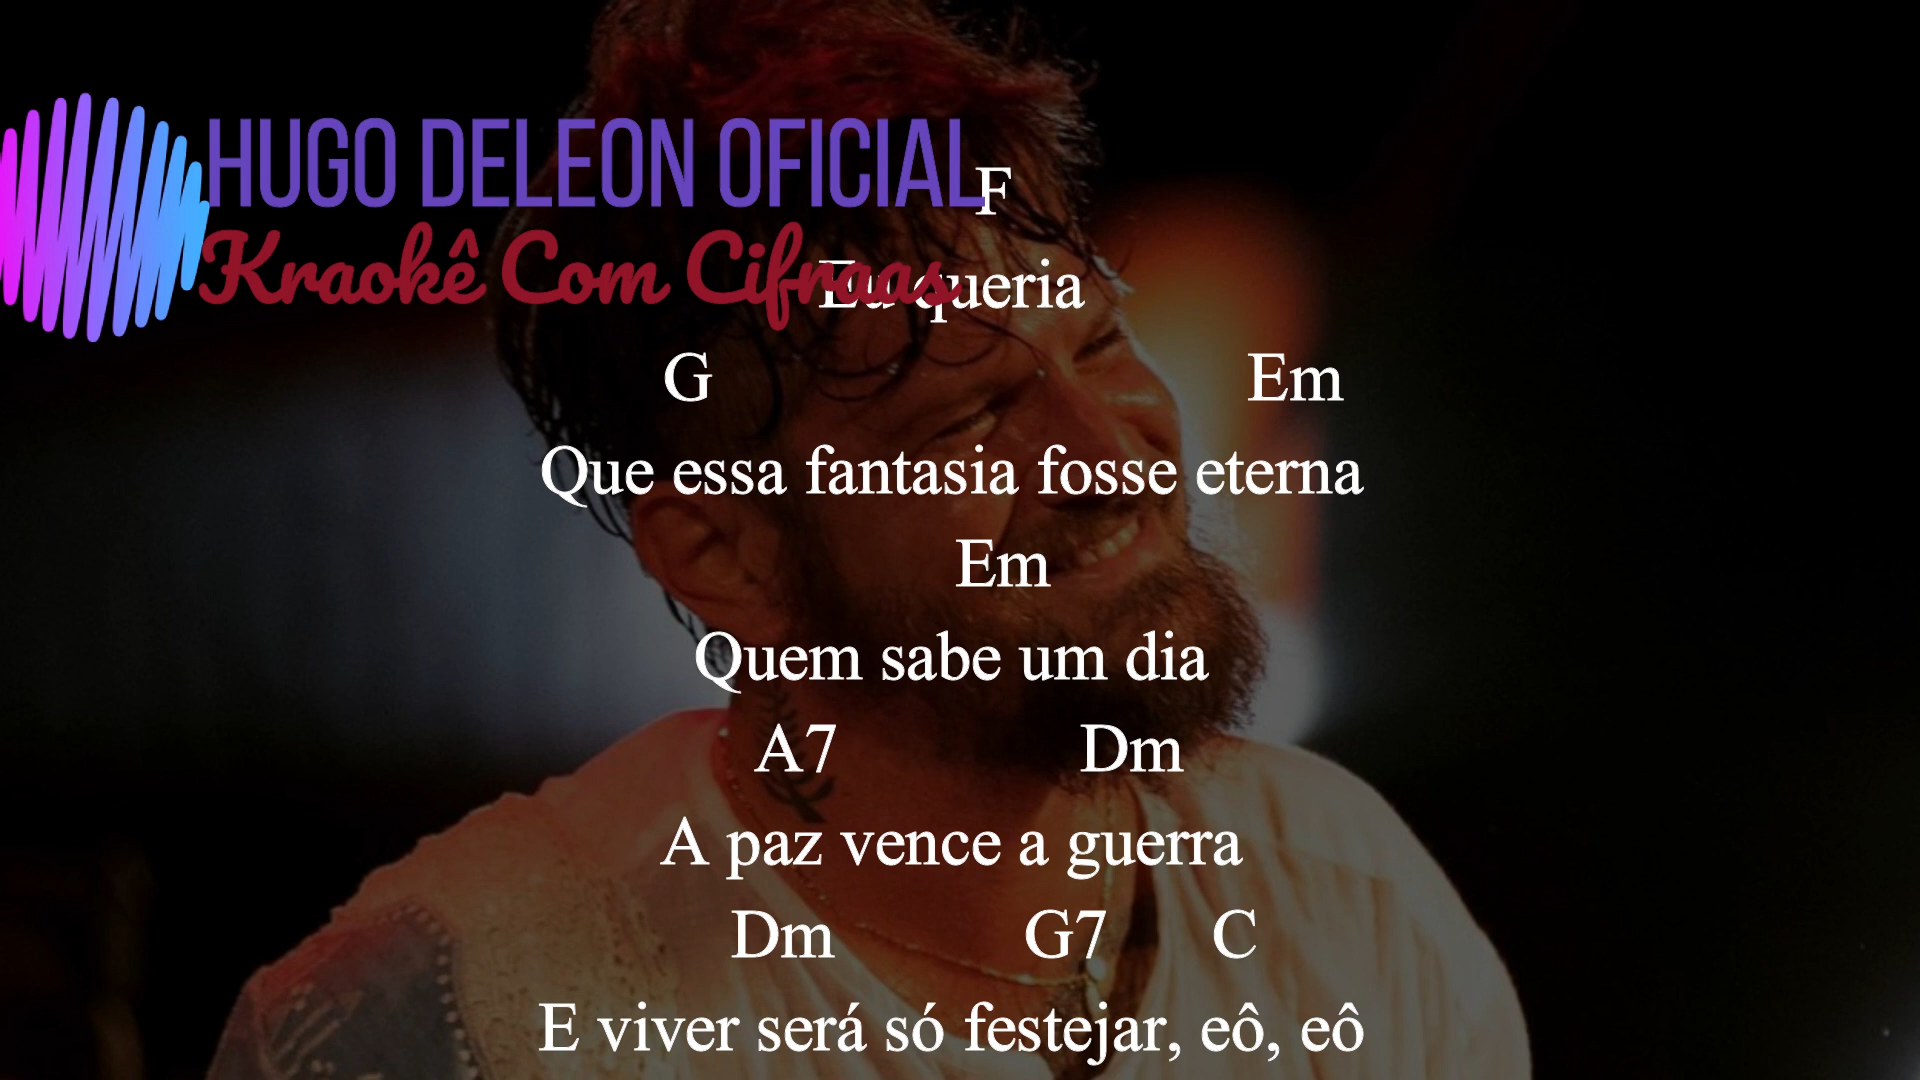 HUGO DELEON OFICIAL
Kraokê Com Cifraas
F
Eu queria
G Em
Que essa fantasia fosse eterna
Em
Quem sabe um dia
A7 Dm
A paz vence a guerra
Dm G7 C
E viver será só festejar, eô, eô